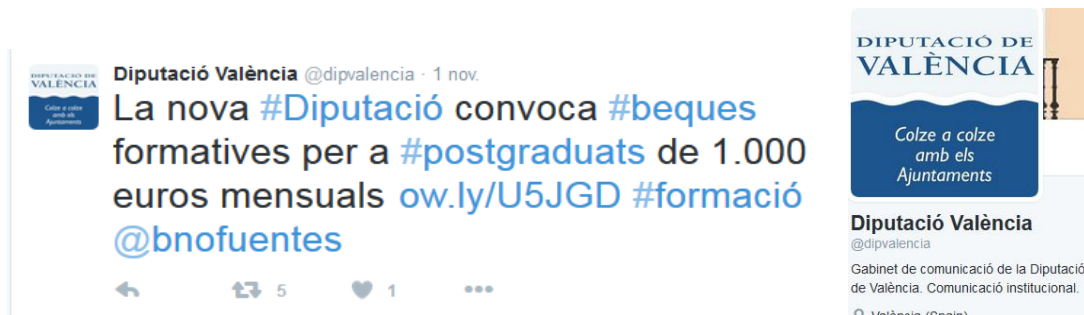 DIPUTACIÓ DE
VALÈNCIA
Colze a colze
amb els
Ajuntaments
Diputació València @dipvalencia · 1 nov.
La nova #Diputació convoca #beques
formatives per a #postgraduats de 1.000
euros mensuals ow.ly/U5JGD #formació
@bnofuentes
5 1
DIPUTACIÓ DE
VALÈNCIA
Colze a colze
amb els
Ajuntaments
Diputació València
@dipvalencia
Gabinet de comunicació de la Diputació
de València. Comunicació institucional.
València (Spain)